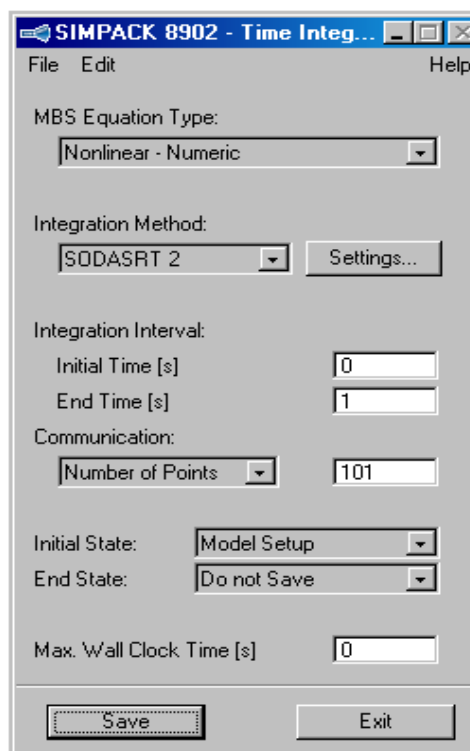 SIMPACK 8902 - Time Integ...
File Edit Help
MBS Equation Type:
Nonlinear - Numeric
Integration Method:
SODASRT 2 Settings...
Integration Interval:
Initial Time [s] 0
End Time [s] 1
Communication:
Number of Points 101
Initial State: Model Setup
End State: Do not Save
Max. Wall Clock Time [s] 0
Save Exit